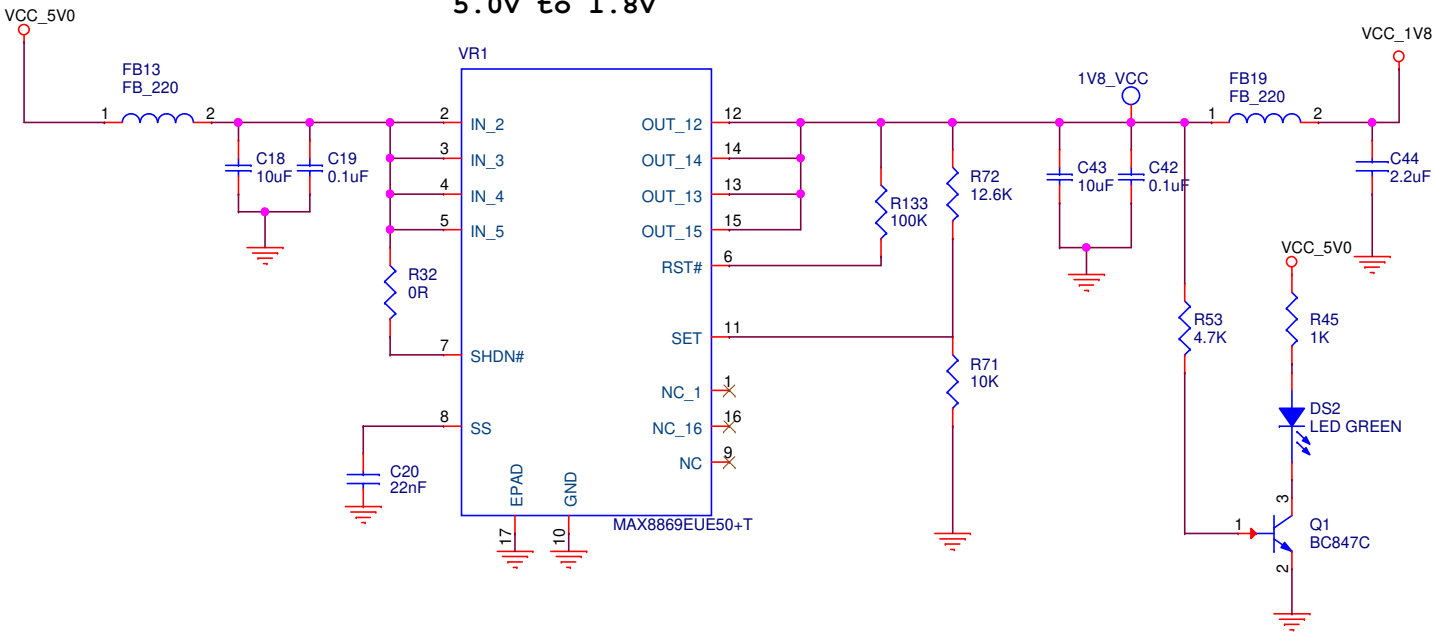 5.0V to 1.8V
VCC_5V0
VCC_1V8
VR1
FB13
FB_220
1
2
1V8_VCC
FB19
FB_220
1
2
2
IN_2
OUT_12
12
3
IN_3
OUT_14
14
4
IN_4
OUT_13
13
5
IN_5
OUT_15
15
RST#
6
C18
10uF
C19
0.1uF
R133
100K
R72
12.6K
C43
10uF
C42
0.1uF
C44
2.2uF
R32
0R
VCC_5V0
SET
11
7
SHDN#
R53
4.7K
R45
1K
R71
10K
NC_1
1
NC_16
16
NC
9
8
SS
DS2
LED GREEN
C20
22nF
EPAD
GND
17
10
MAX8869EUE50+T
3
1
2
Q1
BC847C